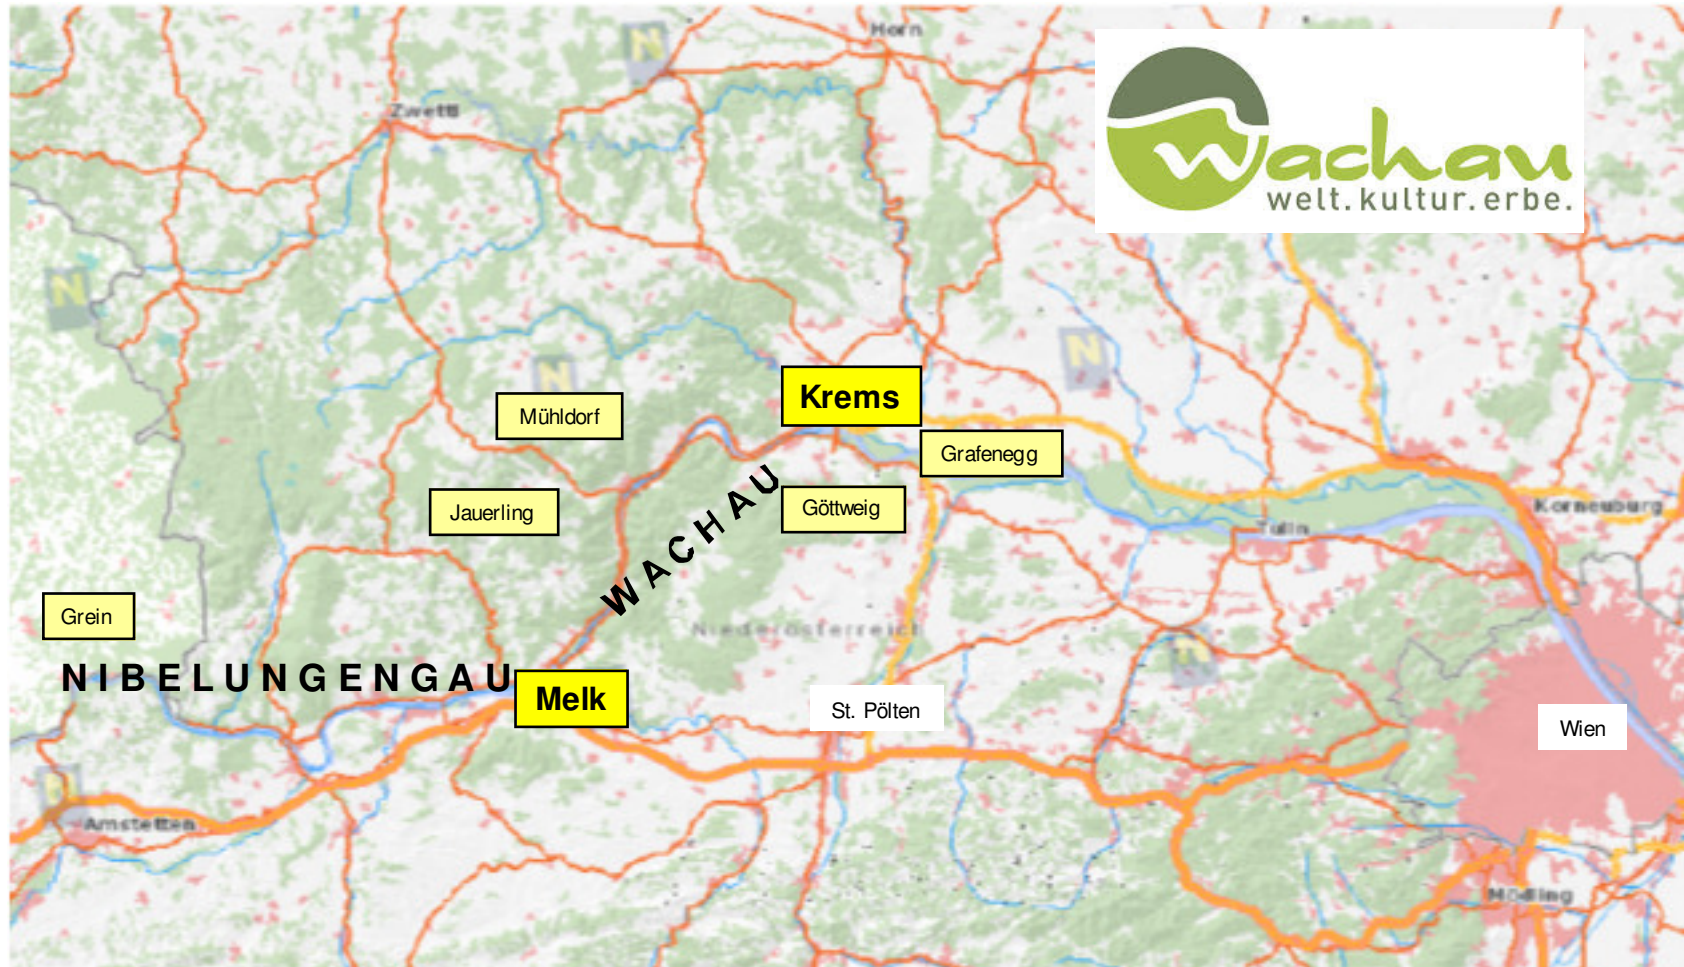 Horn
Wachau
welt.kultur.erbe.
Zwettl
N
N
N
N
Krems
Mühldorf
Grafenegg
Jauerling
Göttweig
WACHAU
Korneuburg
Tulln
Grein
Niederösterreich
NIBELUNGENGAU
Melk
St. Pölten
Wien
Amstetten
Mödling